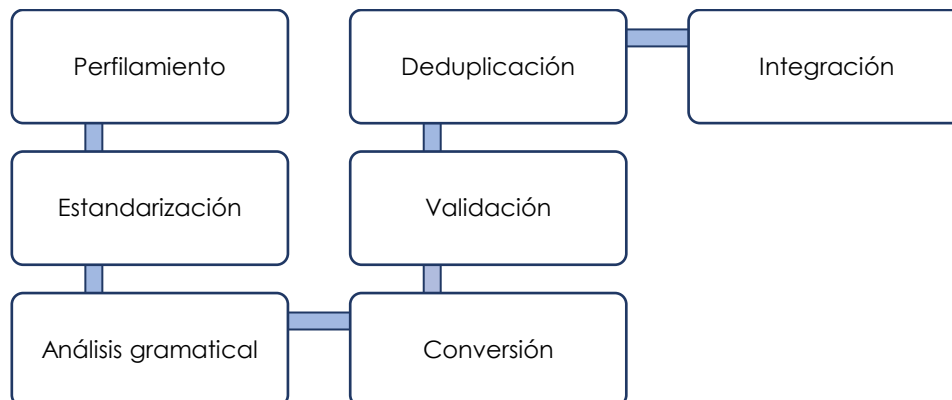 Perfilamiento
Estandarización
Análisis gramatical
Conversión
Validación
Deduplicación
Integración